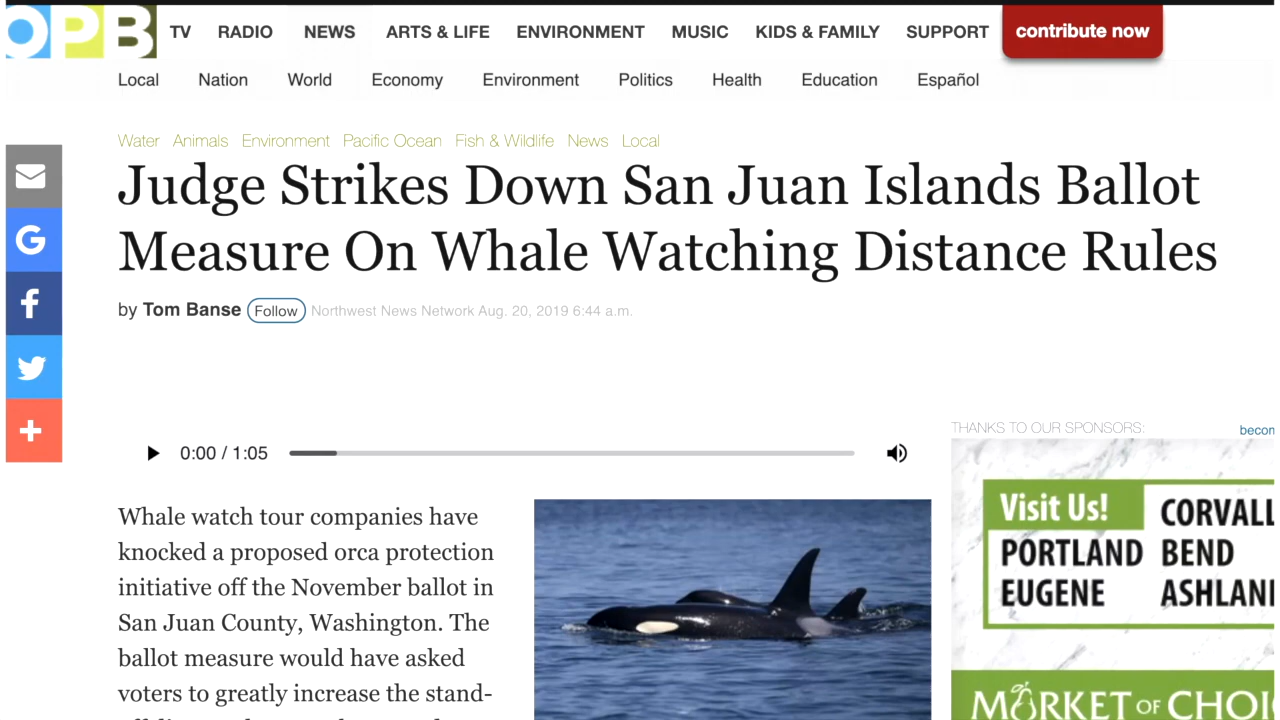 OPB
TV RADIO NEWS ARTS & LIFE ENVIRONMENT MUSIC KIDS & FAMILY SUPPORT contribute now
Local Nation World Economy Environment Politics Health Education Español
Water Animals Environment Pacific Ocean Fish & Wildlife News Local
Judge Strikes Down San Juan Islands Ballot
Measure On Whale Watching Distance Rules
by Tom Banse Follow Northwest News Network Aug. 20, 2019 6:44 a.m.
0:00 / 1:05
Whale watch tour companies have
knocked a proposed orca protection
initiative off the November ballot in
San Juan County, Washington. The
ballot measure would have asked
voters to greatly increase the stand-
THANKS TO OUR SPONSORS:
Visit Us!
PORTLAND BEND
EUGENE
MARKET OF